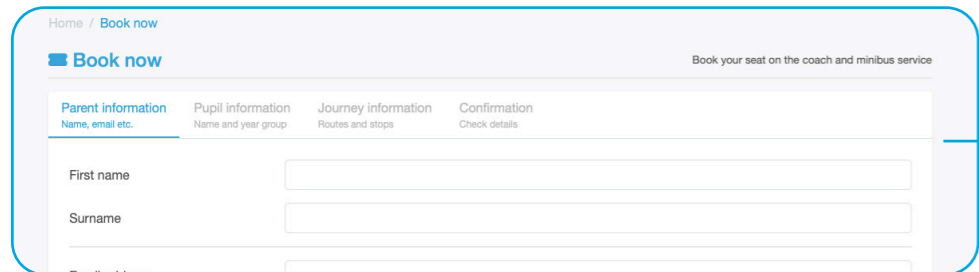 Home / Book now
Book now
Book your seat on the coach and minibus service
Parent information Pupil information Journey information Confirmation
Name, email etc. Name and year group Routes and stops Check details
First name
Surname